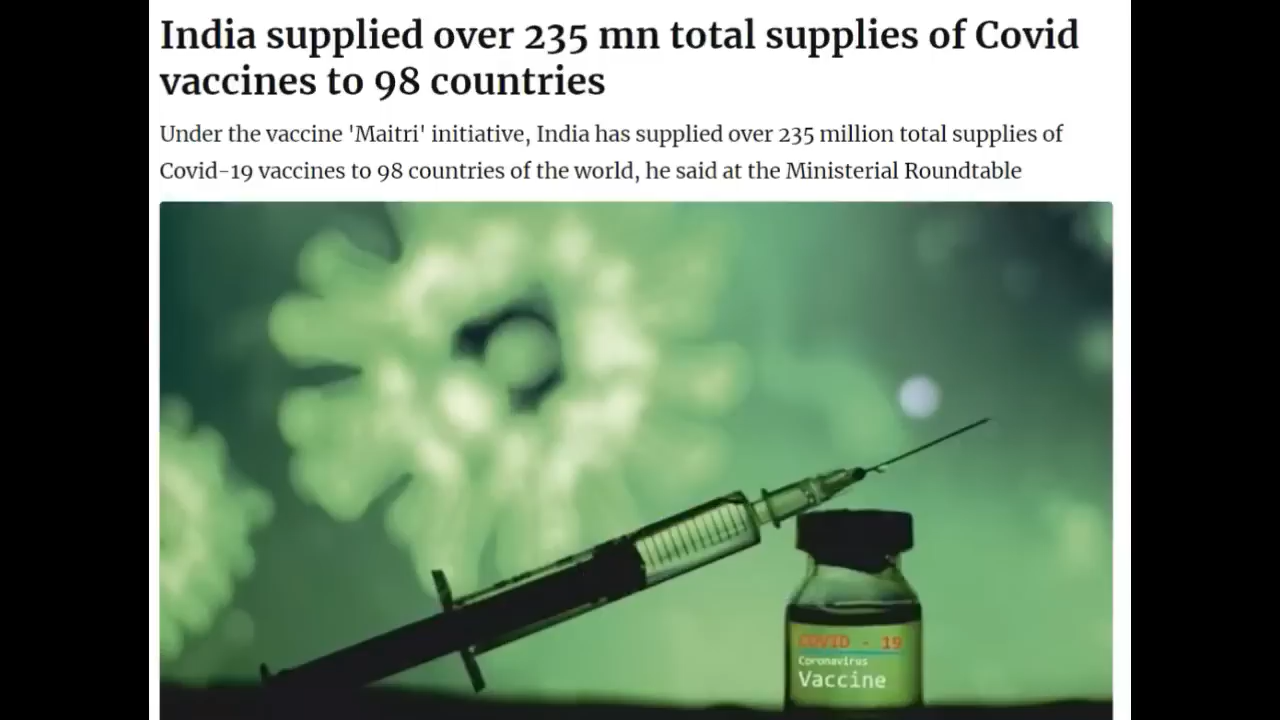 India supplied over 235 mn total supplies of Covid
vaccines to 98 countries
Under the vaccine 'Maitri' initiative, India has supplied over 235 million total supplies of
Covid-19 vaccines to 98 countries of the world, he said at the Ministerial Roundtable
COVID - 19
Coronavirus
Vaccine